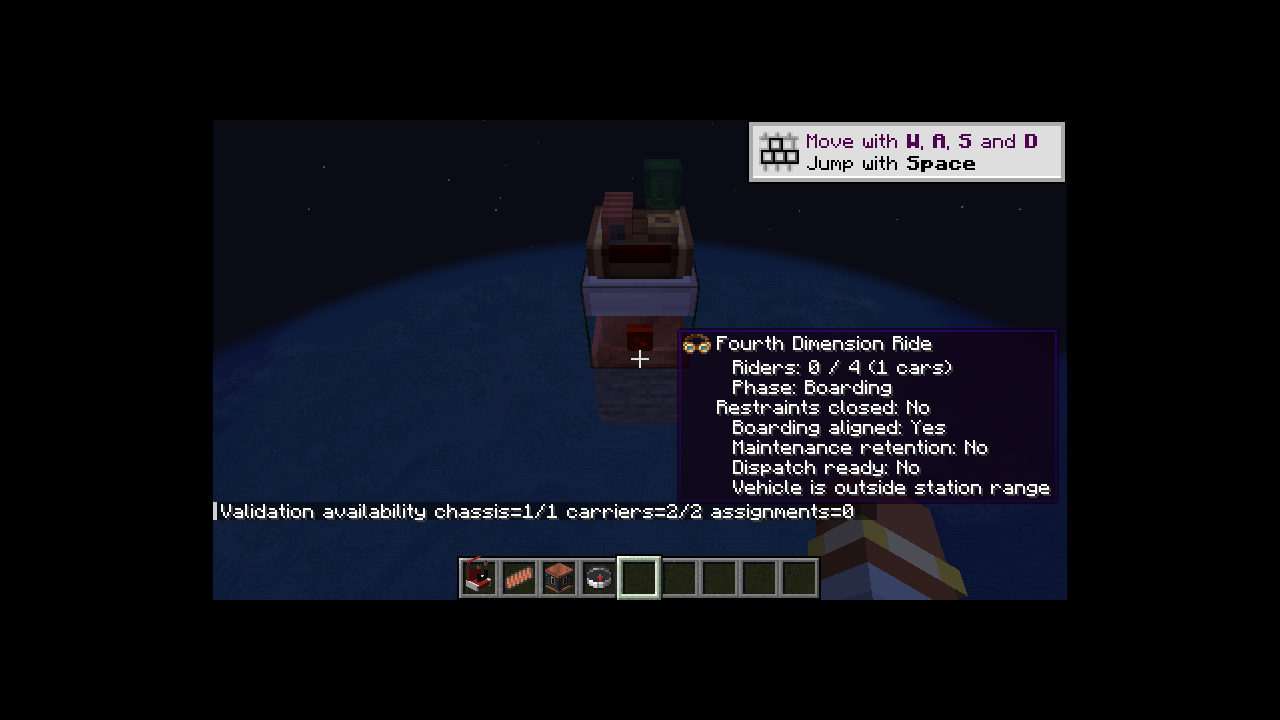 Move with W, A, S and D
Jump with Space
Fourth Dimension Ride
Riders: 0 / 4 (1 cars)
Phase: Boarding
Restraints closed: No
Boarding aligned: Yes
Maintenance retention: No
Dispatch ready: No
Vehicle is outside station range
Validation availability chassis=1/1 carriers=2/2 assignments=0